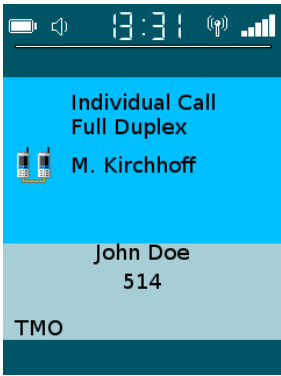 13:31
Individual Call
Full Duplex
M. Kirchhoff
John Doe
514
TMO